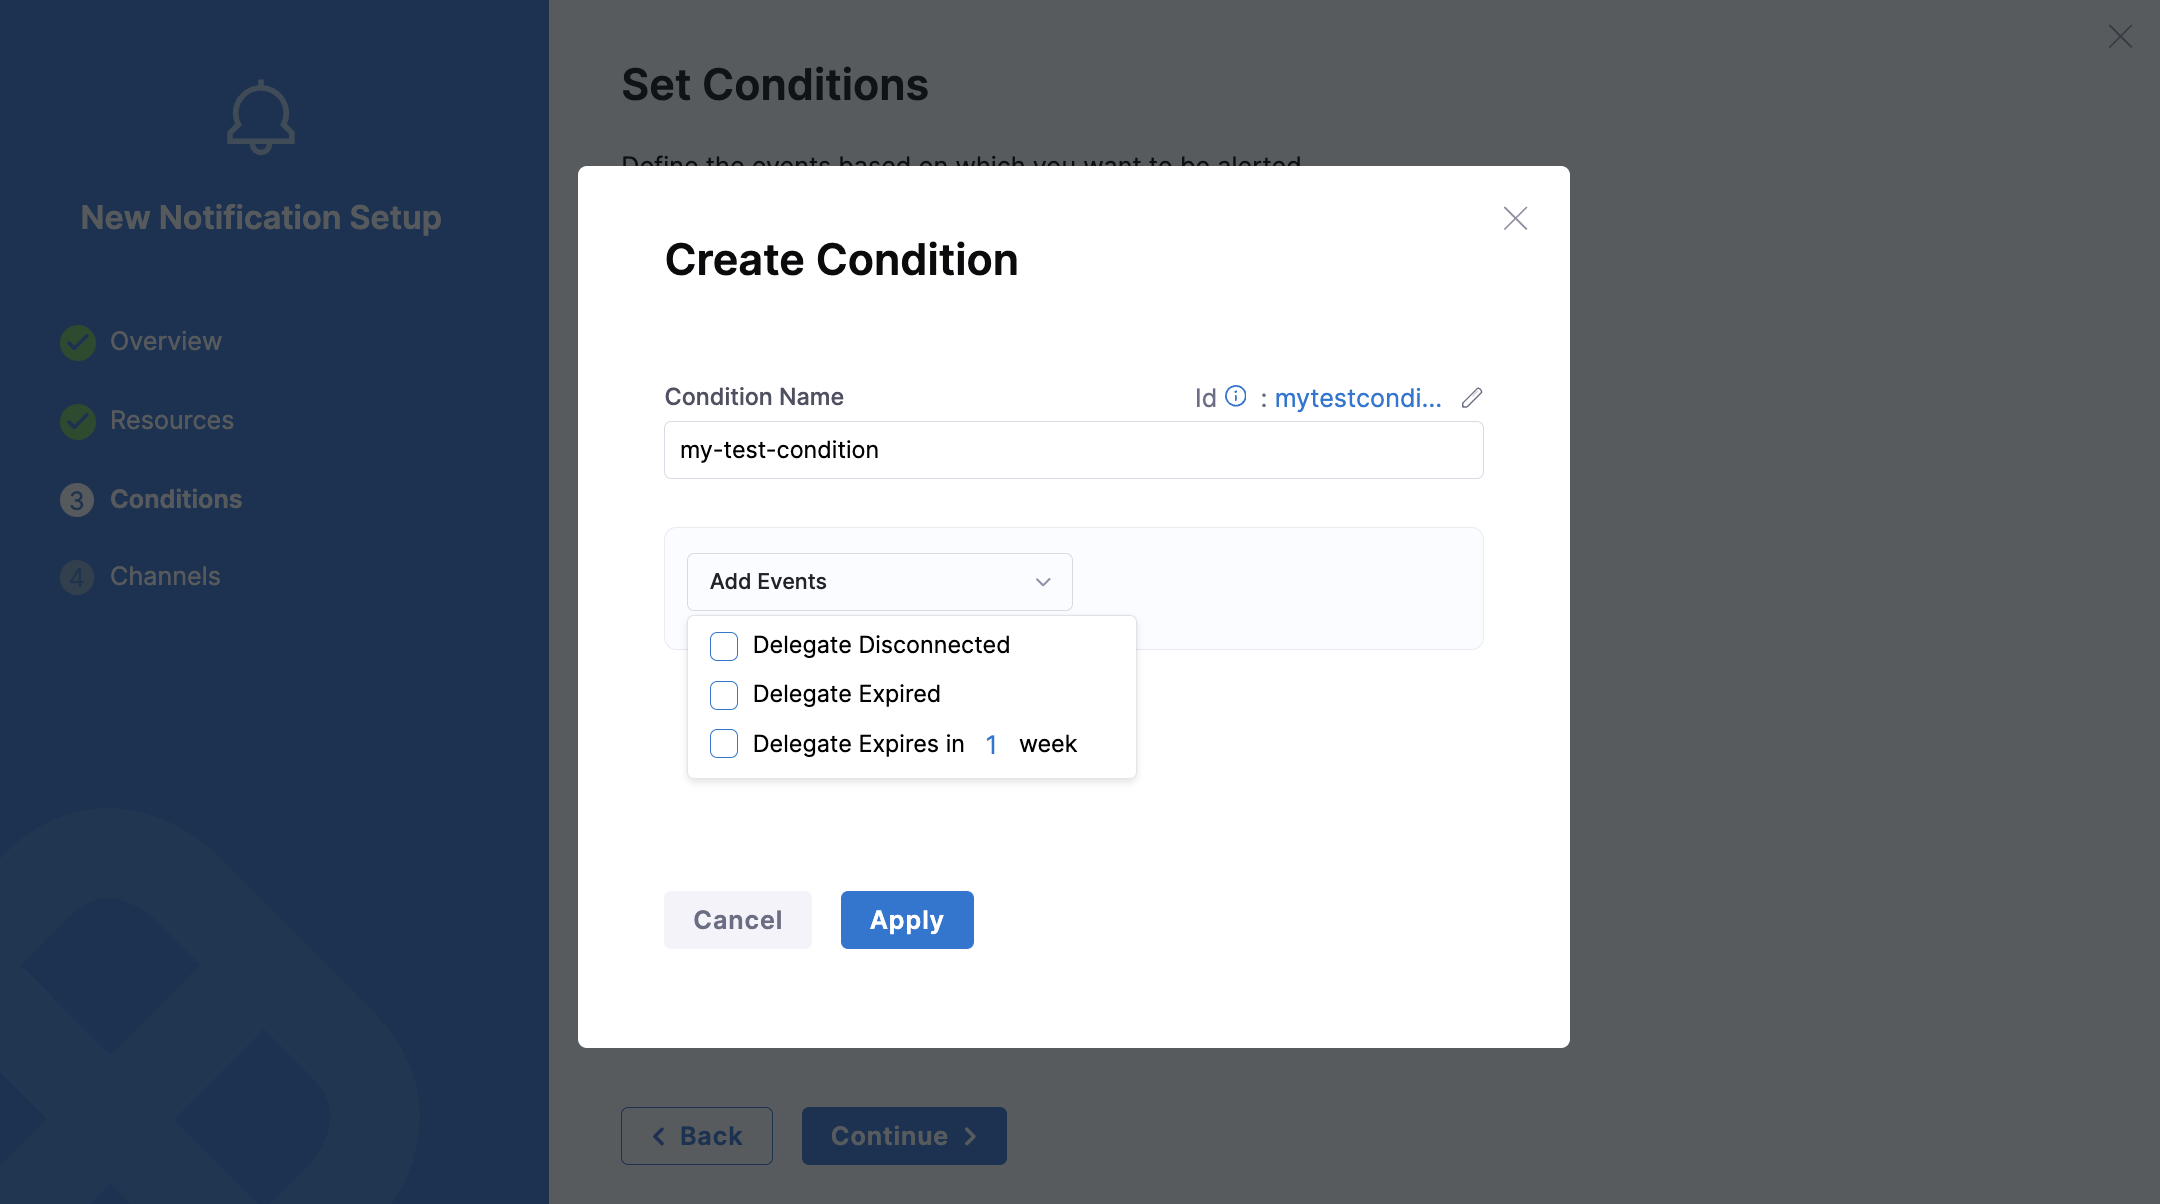 New Notification Setup
Overview
Resources
3 Conditions
4 Channels
Set Conditions
Define the events based on which you want to be alerted
Create Condition
Condition Name
Id : mytestcondi...
my-test-condition
Add Events
Delegate Disconnected
Delegate Expired
Delegate Expires in 1 week
Cancel Apply
Back Continue